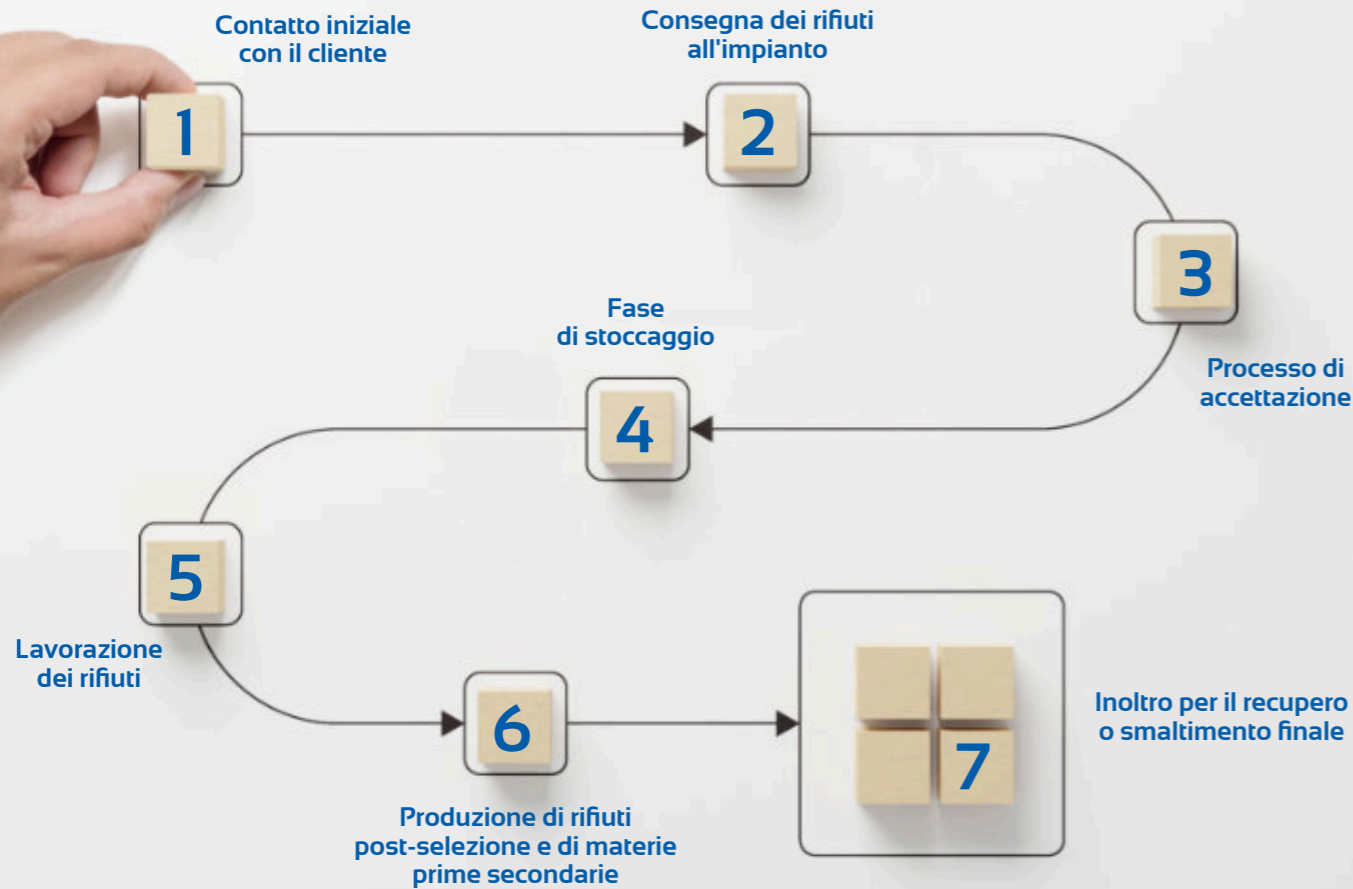 Contatto iniziale
con il cliente
1
Consegna dei rifiuti
all'impianto
2
3
Processo di
accettazione
Fase
di stoccaggio
4
5
Lavorazione
dei rifiuti
6
Produzione di rifiuti
post-selezione e di materie
prime secondarie
7
Inoltro per il recupero
o smaltimento finale